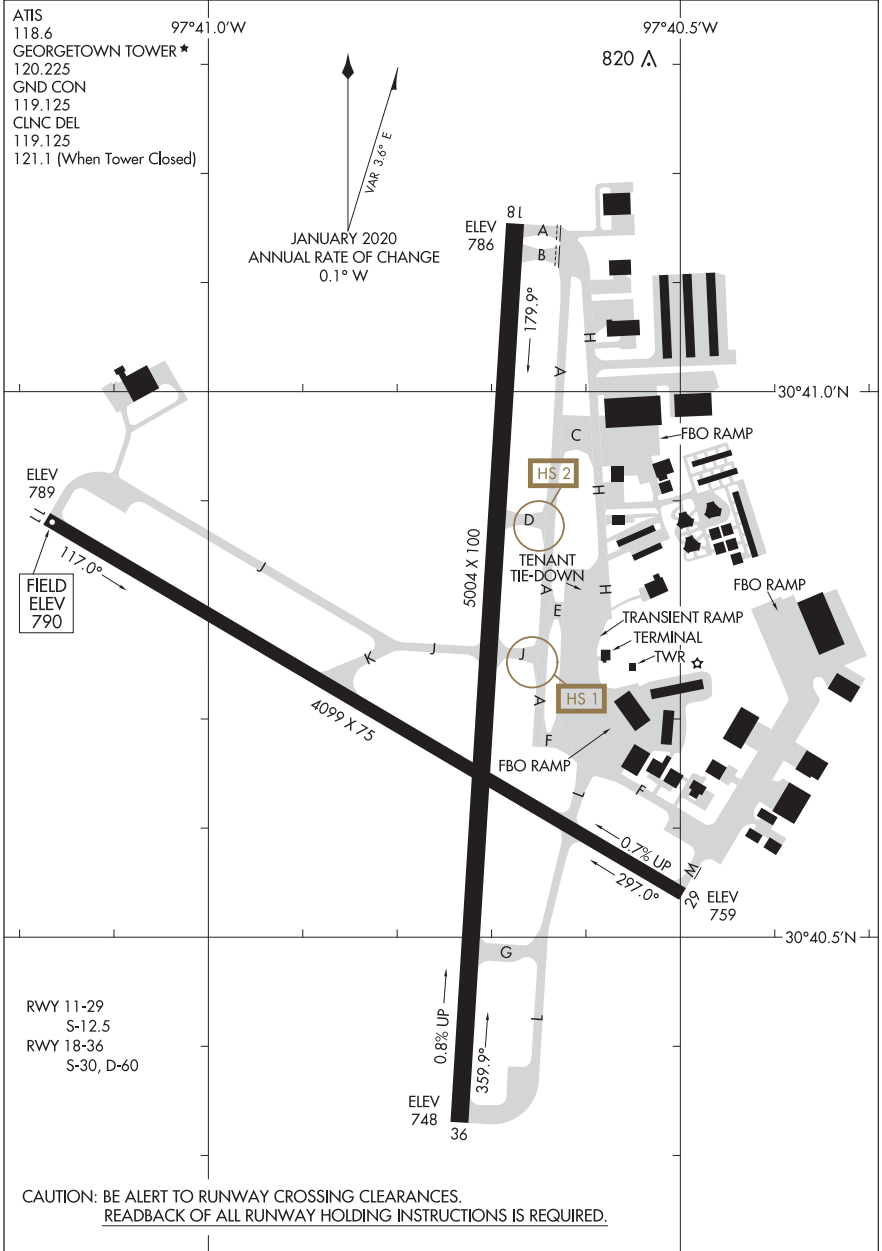 ATIS
118.6
GEORGETOWN TOWER★
120.225
GND CON
119.125
CLNC DEL
119.125
121.1 (When Tower Closed)
97°41.0'W
97°40.5'W
820
VAR 3.6° E
JANUARY 2020
ANNUAL RATE OF CHANGE
0.1° W
ELEV
786
18
A
B
179.9°
H
A
30°41.0'N
C
FBO RAMP
HS 2
H
D
ELEV
789
11
117.0°
FIELD
ELEV
790
J
5004 X 100
TENANT
TIE-DOWN
A
H
E
FBO RAMP
TRANSIENT RAMP
TERMINAL
TWR
K
J
J
HS 1
A
4099 X 75
F
FBO RAMP
L
F
0.7% UP
297.0°
M
29
ELEV
759
30°40.5'N
G
L
0.8% UP
359.9°
RWY 11-29
S-12.5
RWY 18-36
S-30, D-60
ELEV
748
36
CAUTION: BE ALERT TO RUNWAY CROSSING CLEARANCES.
READBACK OF ALL RUNWAY HOLDING INSTRUCTIONS IS REQUIRED.